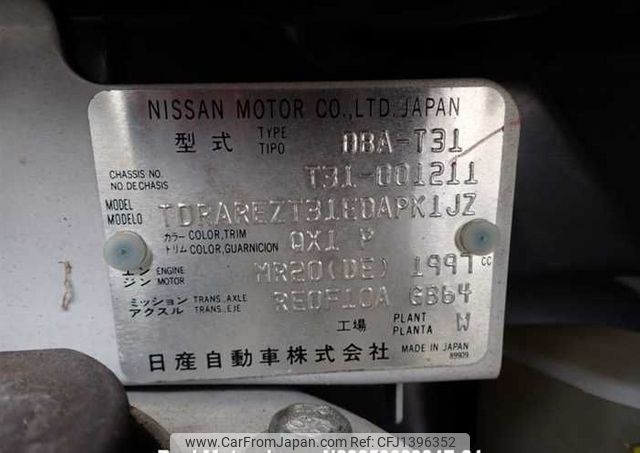 NISSAN MOTOR CO.,LTD. JAPAN
型式 TYPE TIPO DBA-T31
CHASSIS NO. NO.DE CHASIS T31-001211
MODEL MODELO TDRAREZT31EDAPK1JZ
カラー COLOR,TRIM トリム COLOR,GUARNICION QX1 P
エンジン ENGINE MOTOR MR20(DE) 1997 cc
ミッション TRANS. AXLE アクスル TRANS., EJE RE0F10A GB64
工場 PLANT PLANTA W
日産自動車株式会社 MADE IN JAPAN
89909
www.CarFromJapan.com - CFJ1396352